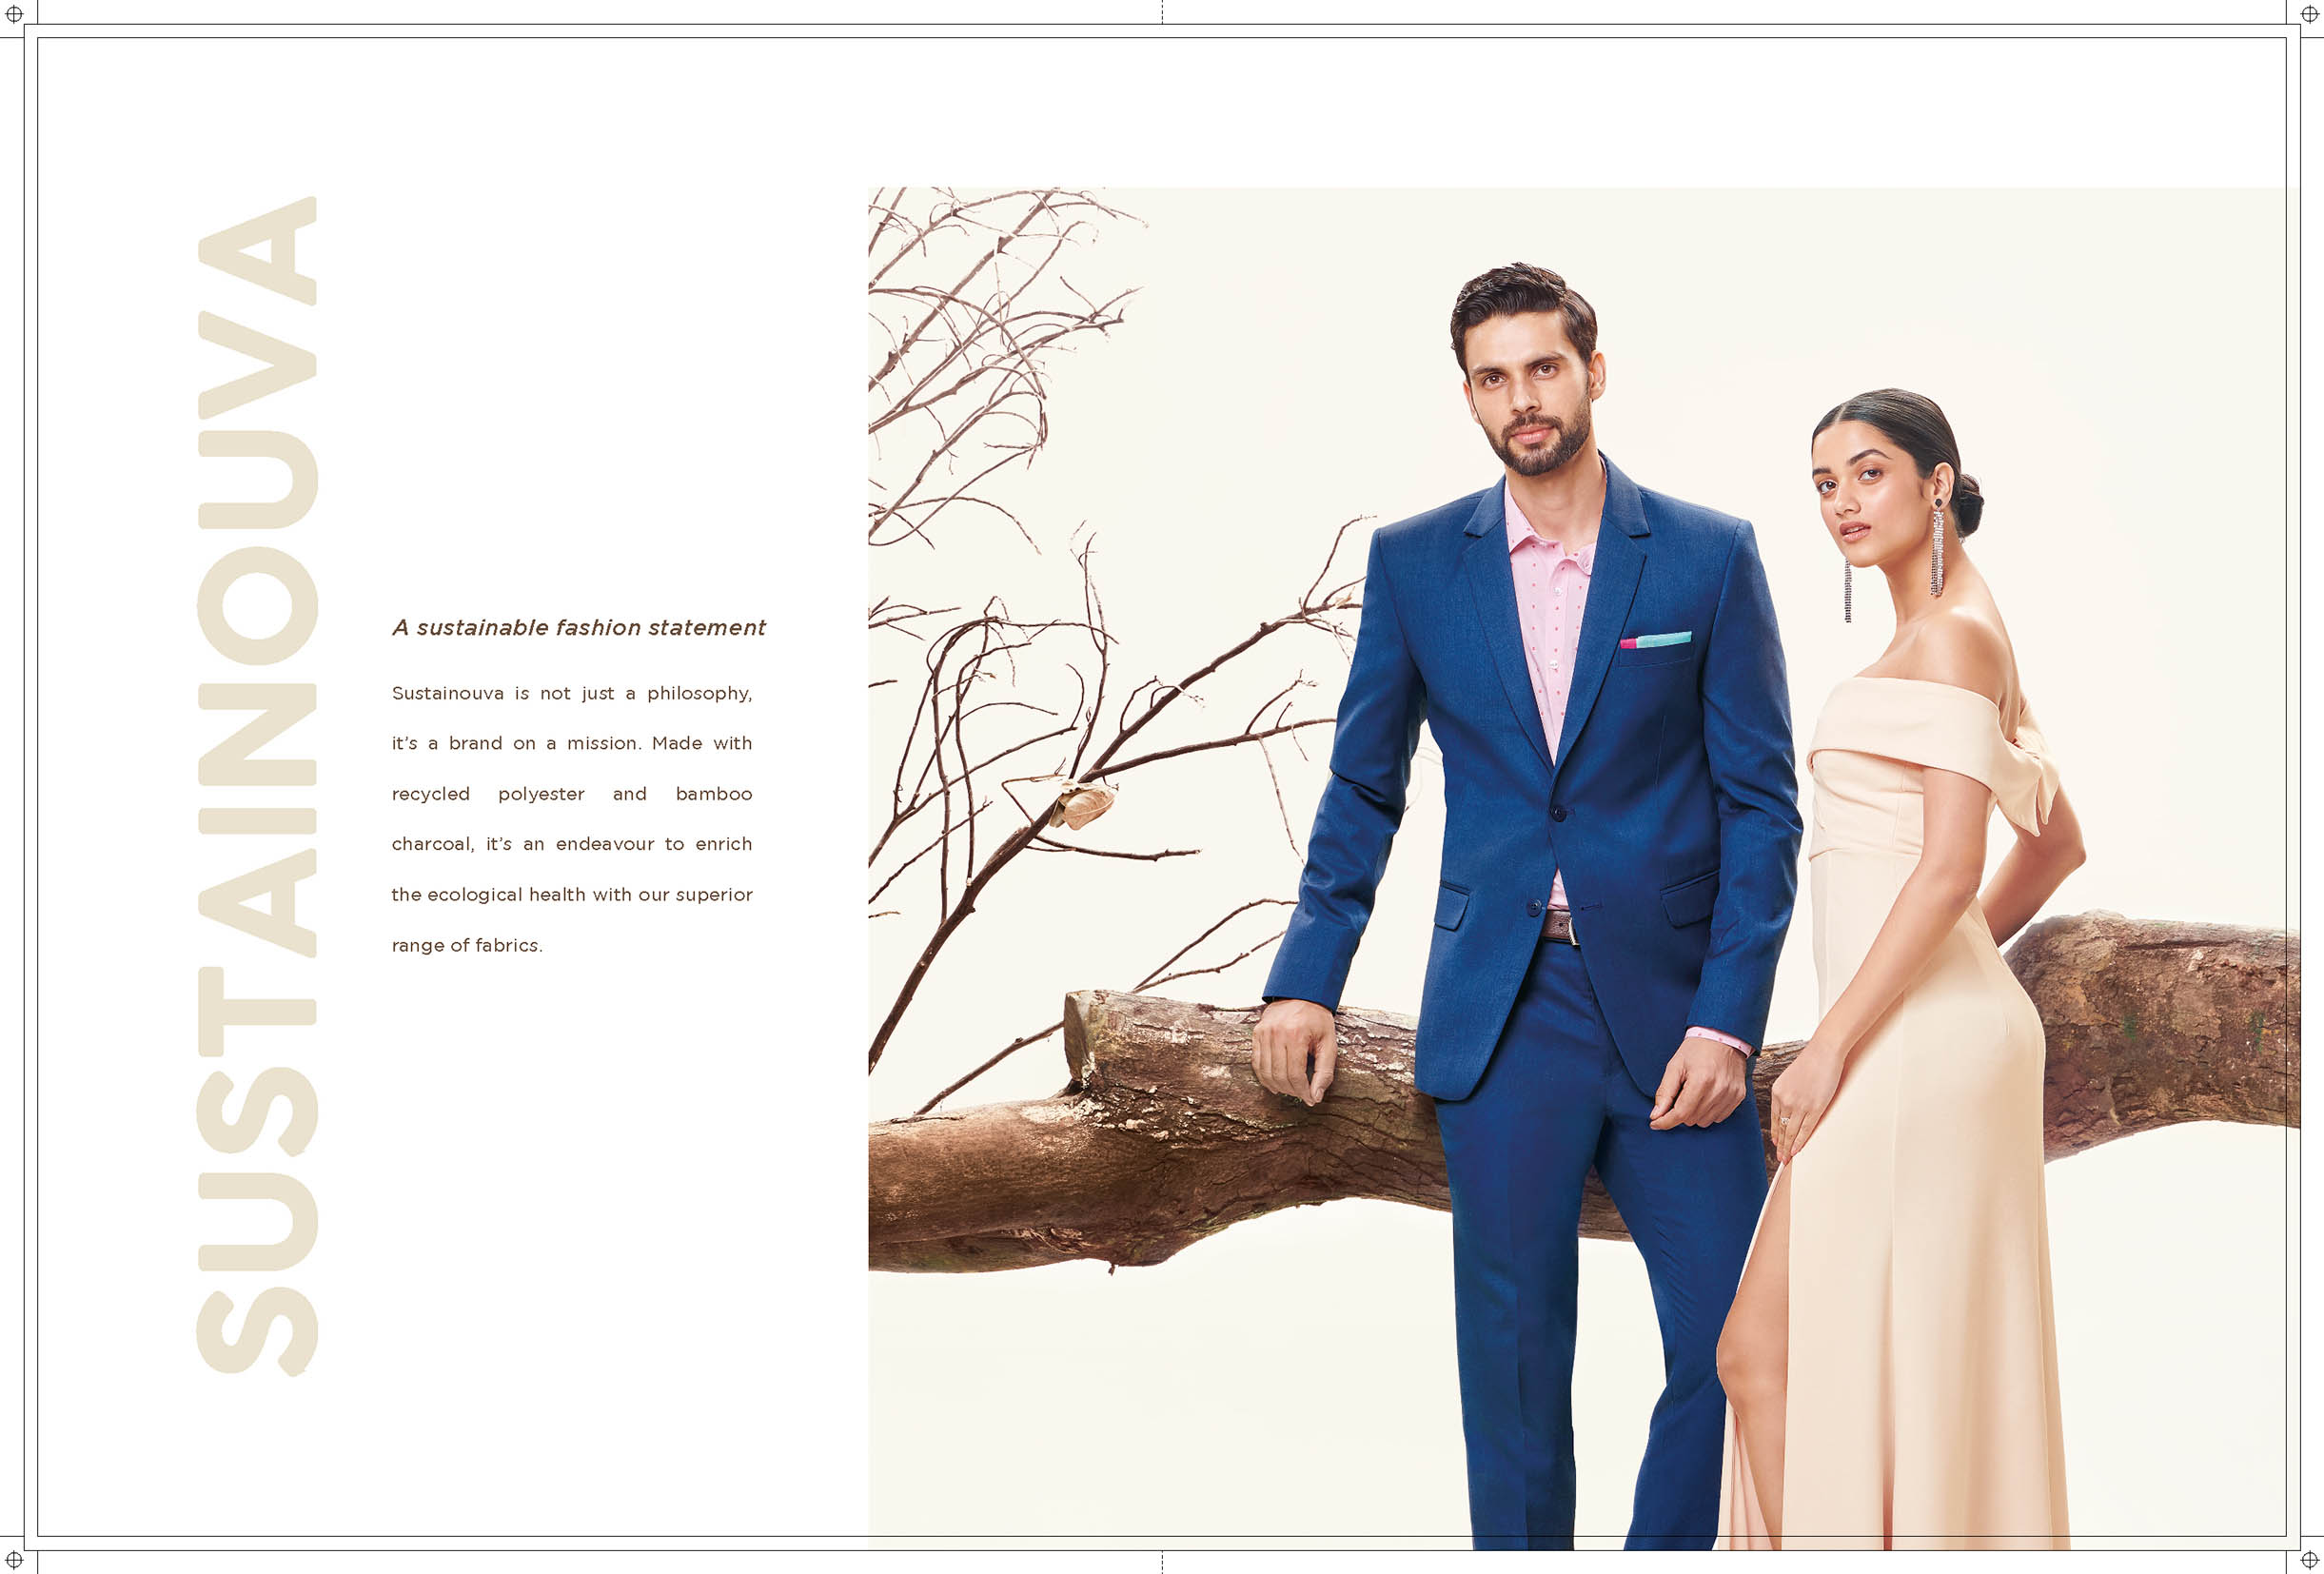 SUSTAINOUVA
A sustainable fashion statement
Sustainouva is not just a philosophy,
it's a brand on a mission. Made with
recycled polyester and bamboo
charcoal, it's an endeavour to enrich
the ecological health with our superior
range of fabrics.